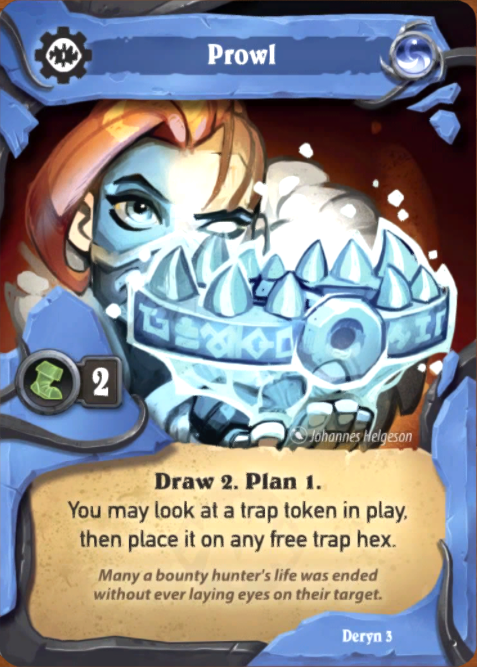 Prowl
2
Johannes Helgeson
Draw 2. Plan 1.
You may look at a trap token in play,
then place it on any free trap hex.
Many a bounty hunter's life was ended
without ever laying eyes on their target.
Deryn 3